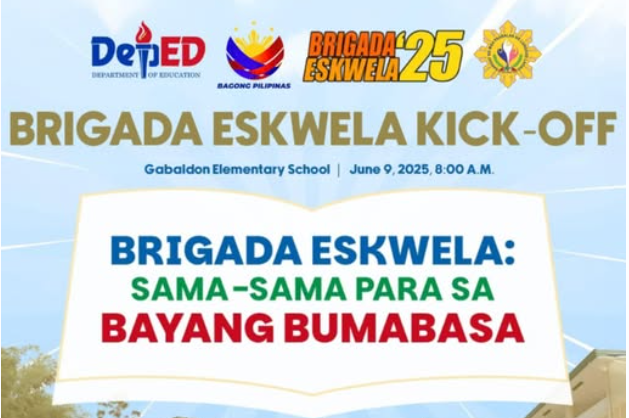 DepED
DEPARTMENT OF EDUCATION
BAGONG PILIPINAS
BRIGADA
ESKWELA '25
BRIGADA ESKWELA KICK-OFF
Gabaldon Elementary School | June 9, 2025, 8:00 A.M.
BRIGADA ESKWELA:
SAMA-SAMA PARA SA
BAYANG BUMABASA